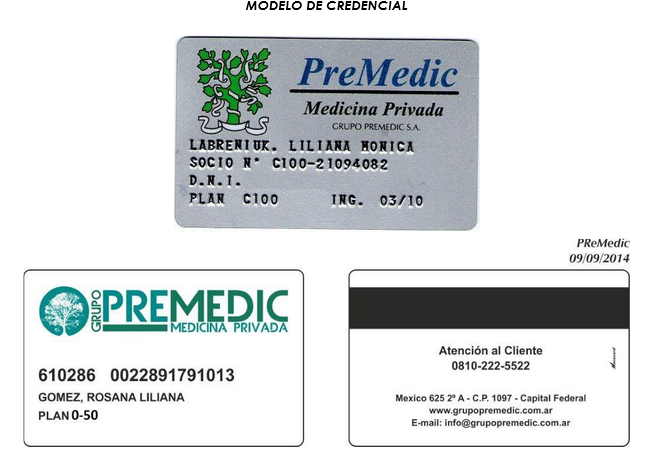 MODELO DE CREDENCIAL
PreMedic
Medicina Privada
GRUPO PREMEDIC S.A.
LABRENIUK. LILIANA MONICA
SOCIO N° C100-21094082
D.N.I.
PLAN C100 ING. 03/10
PReMedic
09/09/2014
GRUPO PREMEDIC
MEDICINA PRIVADA
610286 0022891791013
GOMEZ, ROSANA LILIANA
PLAN 0-50
Atención al Cliente
0810-222-5522
Mexico 625 2º A - C.P. 1097 - Capital Federal
www.grupopremedic.com.ar
E-mail: info@grupopremedic.com.ar